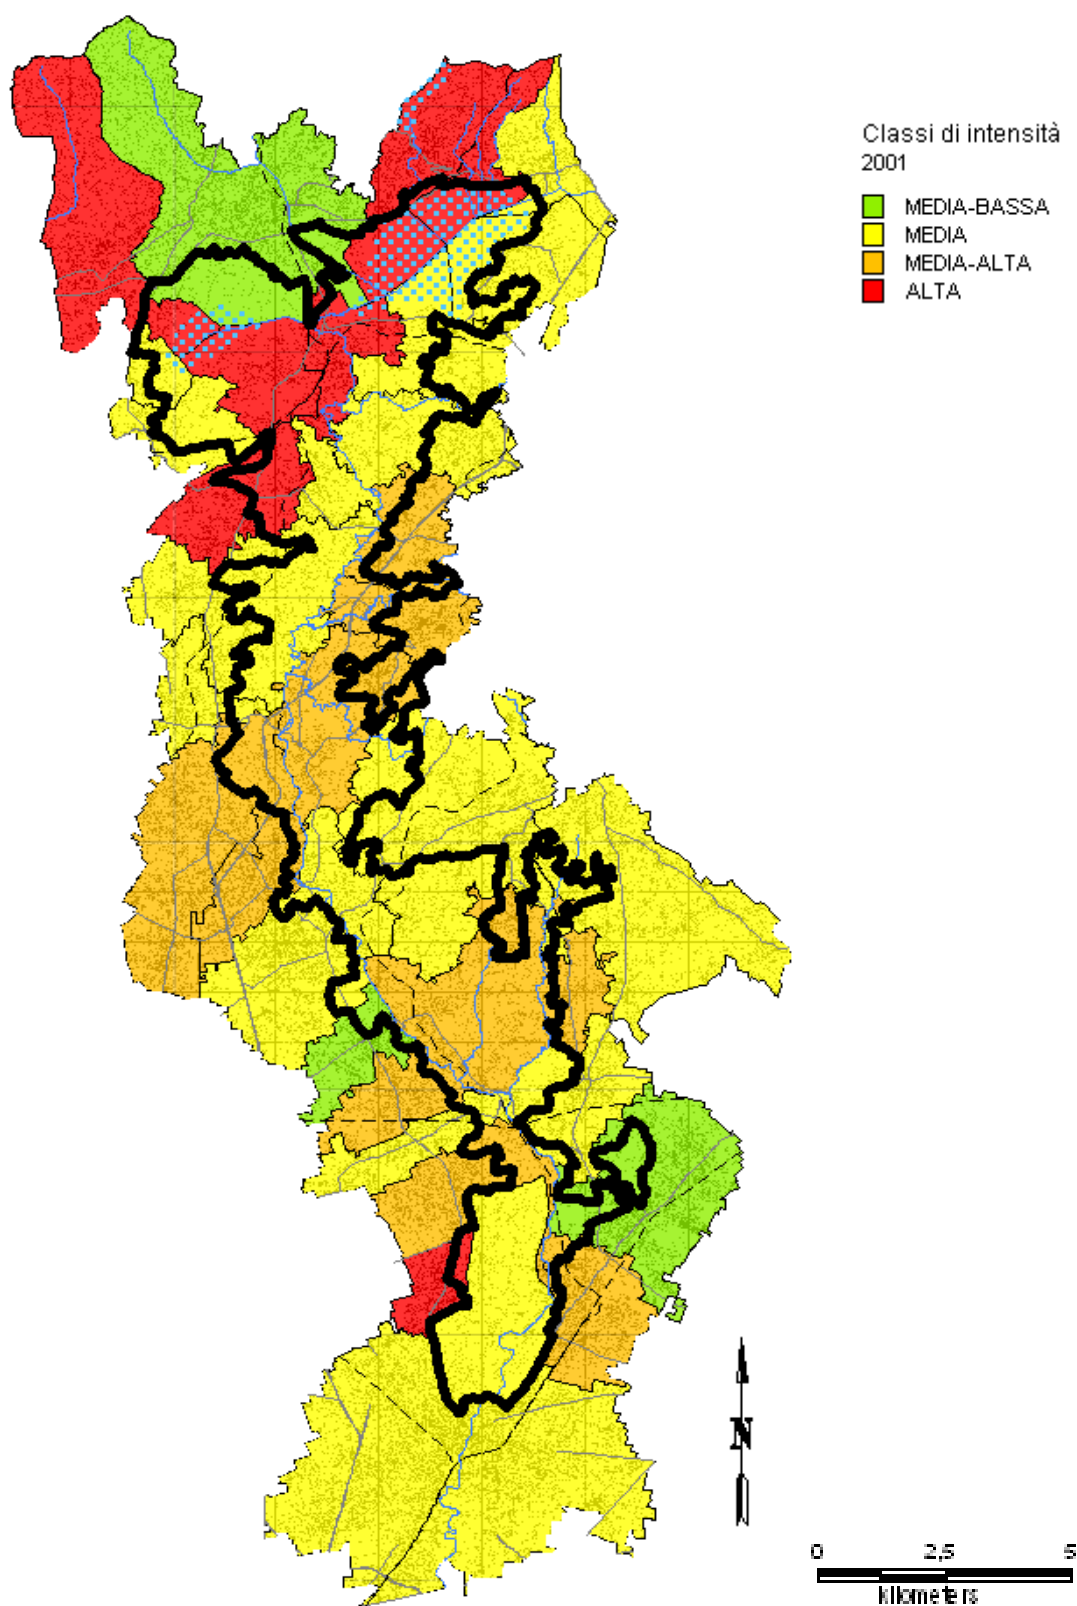 Classi di intensità
2001
MEDIA-BASSA
MEDIA
MEDIA-ALTA
ALTA
N
0 2,5 5
kilometers